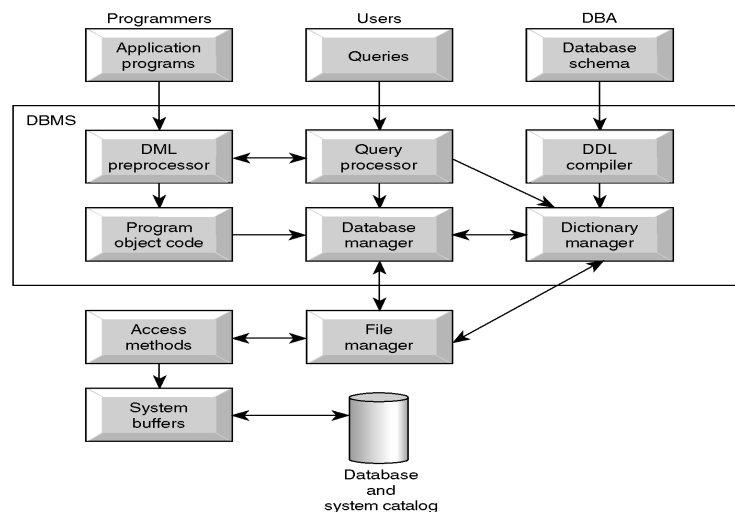 Programmers
Users
DBA
Application
programs
Queries
Database
schema
DBMS
DML
preprocessor
Query
processor
DDL
compiler
Program
object code
Database
manager
Dictionary
manager
Access
methods
File
manager
System
buffers
Database
and
system catalog